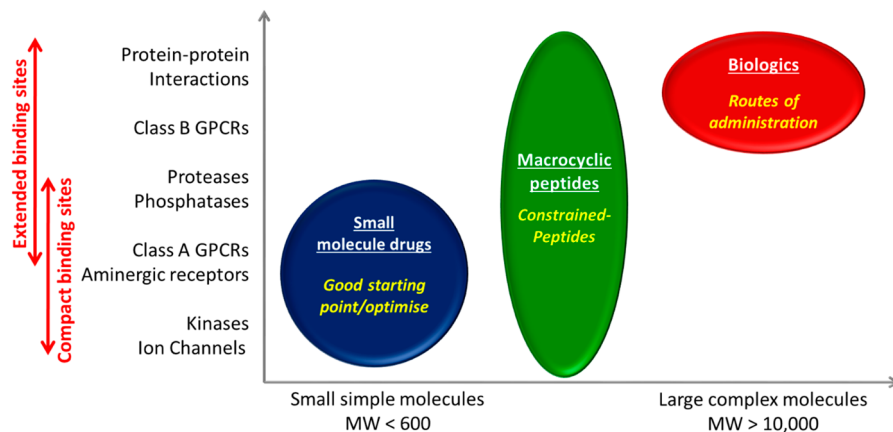 Extended binding sites
Compact binding sites
Protein-protein
Interactions
Class B GPCRs
Proteases
Phosphatases
Class A GPCRs
Aminergic receptors
Kinases
Ion Channels
Small
molecule drugs
Good starting
point/optimise
Macrocyclic
peptides
Constrained-
Peptides
Biologics
Routes of
administration
Small simple molecules
MW < 600
Large complex molecules
MW > 10,000